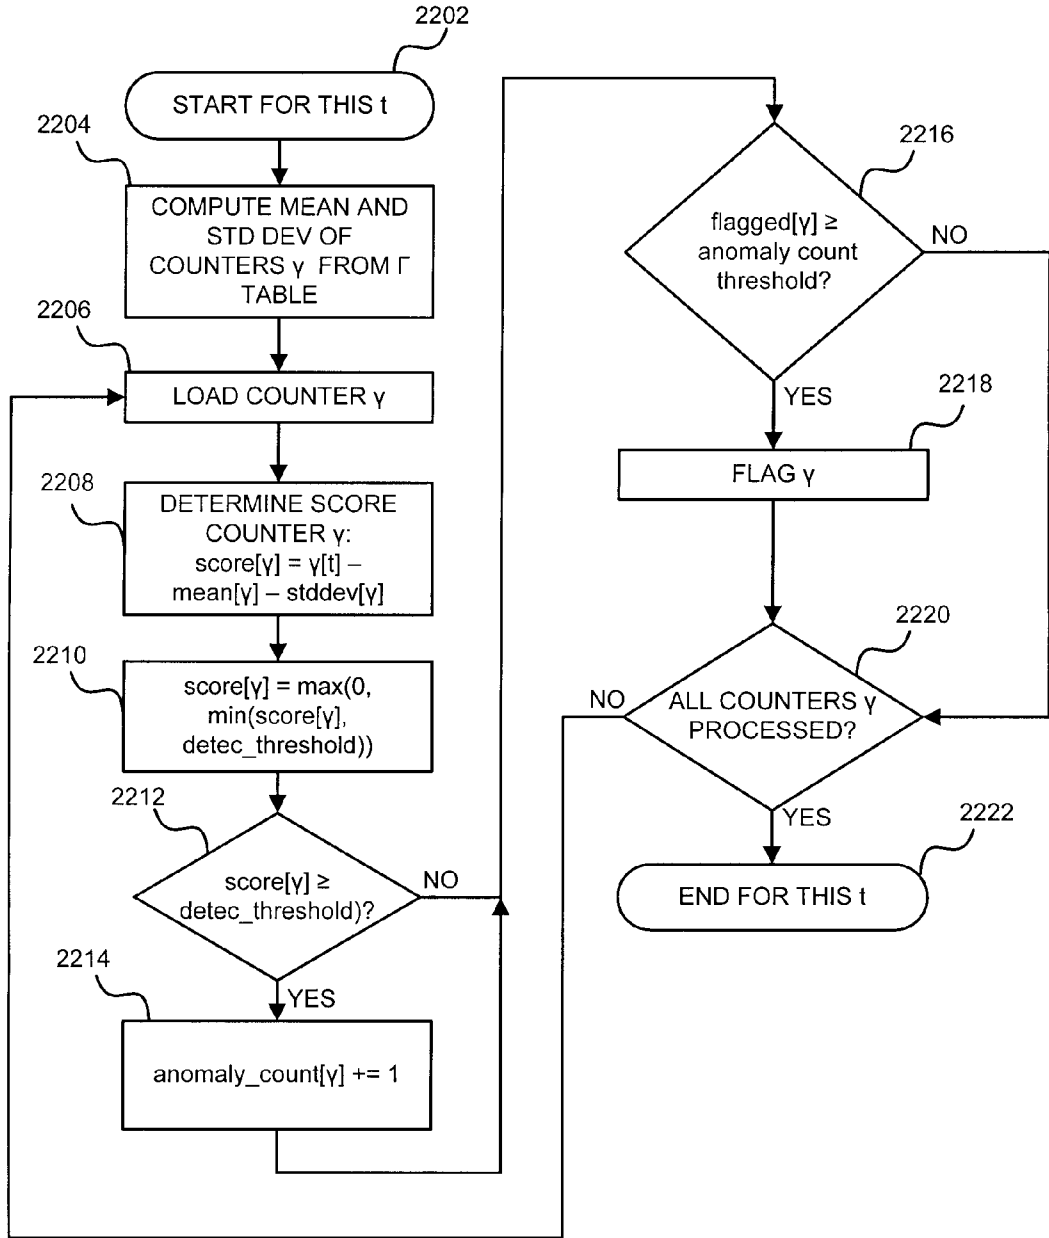 2202
START FOR THIS t
2204
COMPUTE MEAN AND
STD DEV OF
COUNTERS γ FROM Γ
TABLE
2206
LOAD COUNTER γ
2208
DETERMINE SCORE
COUNTER γ:
score[γ] = γ[t] –
mean[γ] – stddev[γ]
2210
score[γ] = max(0,
min(score[γ],
detec_threshold))
2212
score[γ] ≥
detec_threshold)?
NO
YES
2214
anomaly_count[γ] += 1
2216
flagged[γ] ≥
anomaly count
threshold?
NO
YES
2218
FLAG γ
2220
ALL COUNTERS γ
PROCESSED?
NO
YES
2222
END FOR THIS t